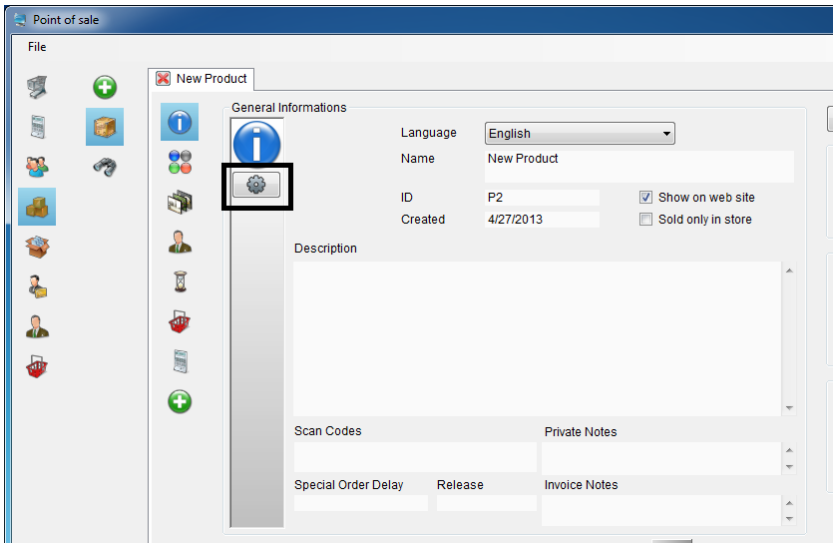 Point of sale
File
New Product
General Informations
Language English
Name New Product
ID P2 Show on web site
Created 4/27/2013 Sold only in store
Description
Scan Codes Private Notes
Special Order Delay Release Invoice Notes